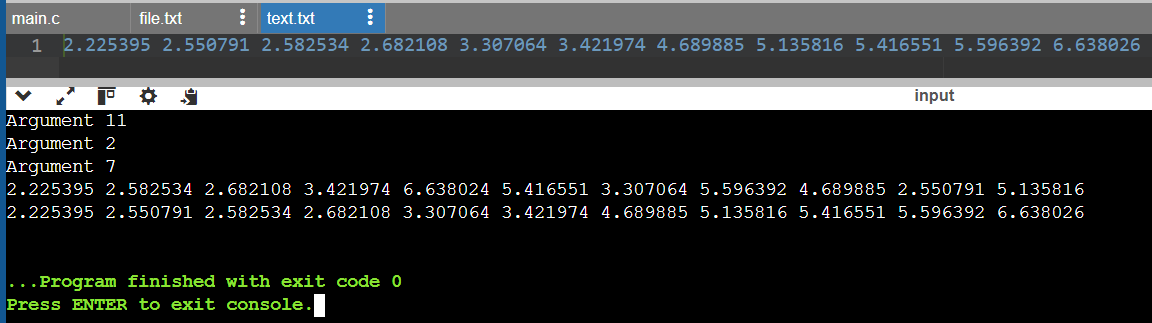 main.c file.txt text.txt
1 2.225395 2.550791 2.582534 2.682108 3.307064 3.421974 4.689885 5.135816 5.416551 5.596392 6.638026
input
Argument 11
Argument 2
Argument 7
2.225395 2.582534 2.682108 3.421974 6.638024 5.416551 3.307064 5.596392 4.689885 2.550791 5.135816
2.225395 2.550791 2.582534 2.682108 3.307064 3.421974 4.689885 5.135816 5.416551 5.596392 6.638026
...Program finished with exit code 0
Press ENTER to exit console.